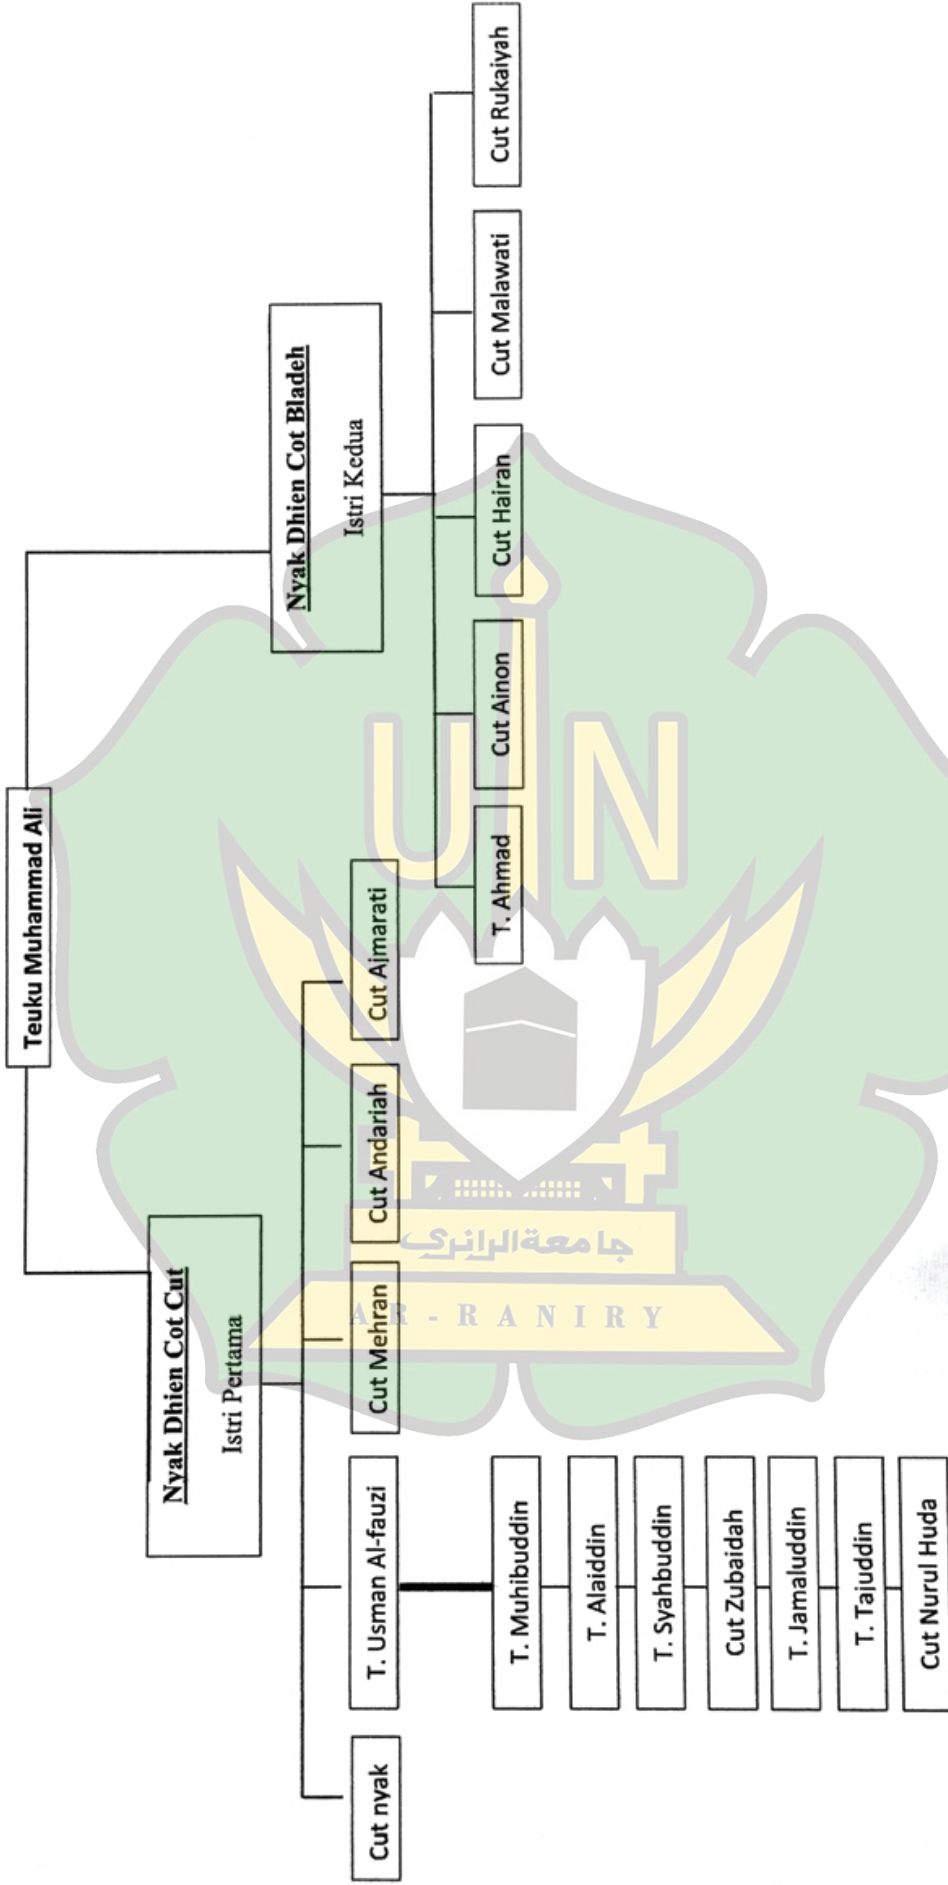 Teuku Muhammad Ali
Nyak Dhien Cot Cut
Istri Pertama
Nyak Dhien Cot Bladeh
Istri Kedua
Cut nyak
T. Usman Al-fauzi
Cut Mehran
Cut Andariah
Cut Ajmarati
T. Ahmad
Cut Ainon
Cut Hairan
Cut Malawati
Cut Rukaiyah
T. Muhibuddin
T. Alaiddin
T. Syahbuddin
Cut Zubaidah
T. Jamaluddin
T. Tajuddin
Cut Nurul Huda
UIN
جامعة الرانري
AR-RANIRY